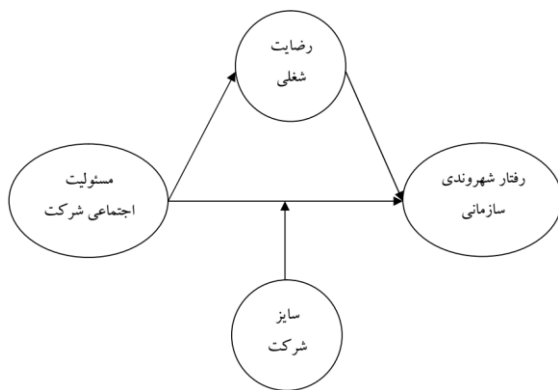 رضایت
شغلی
مسئولیت
اجتماعی شرکت
رفتار شهروندی
سازمانی
سایز
شرکت